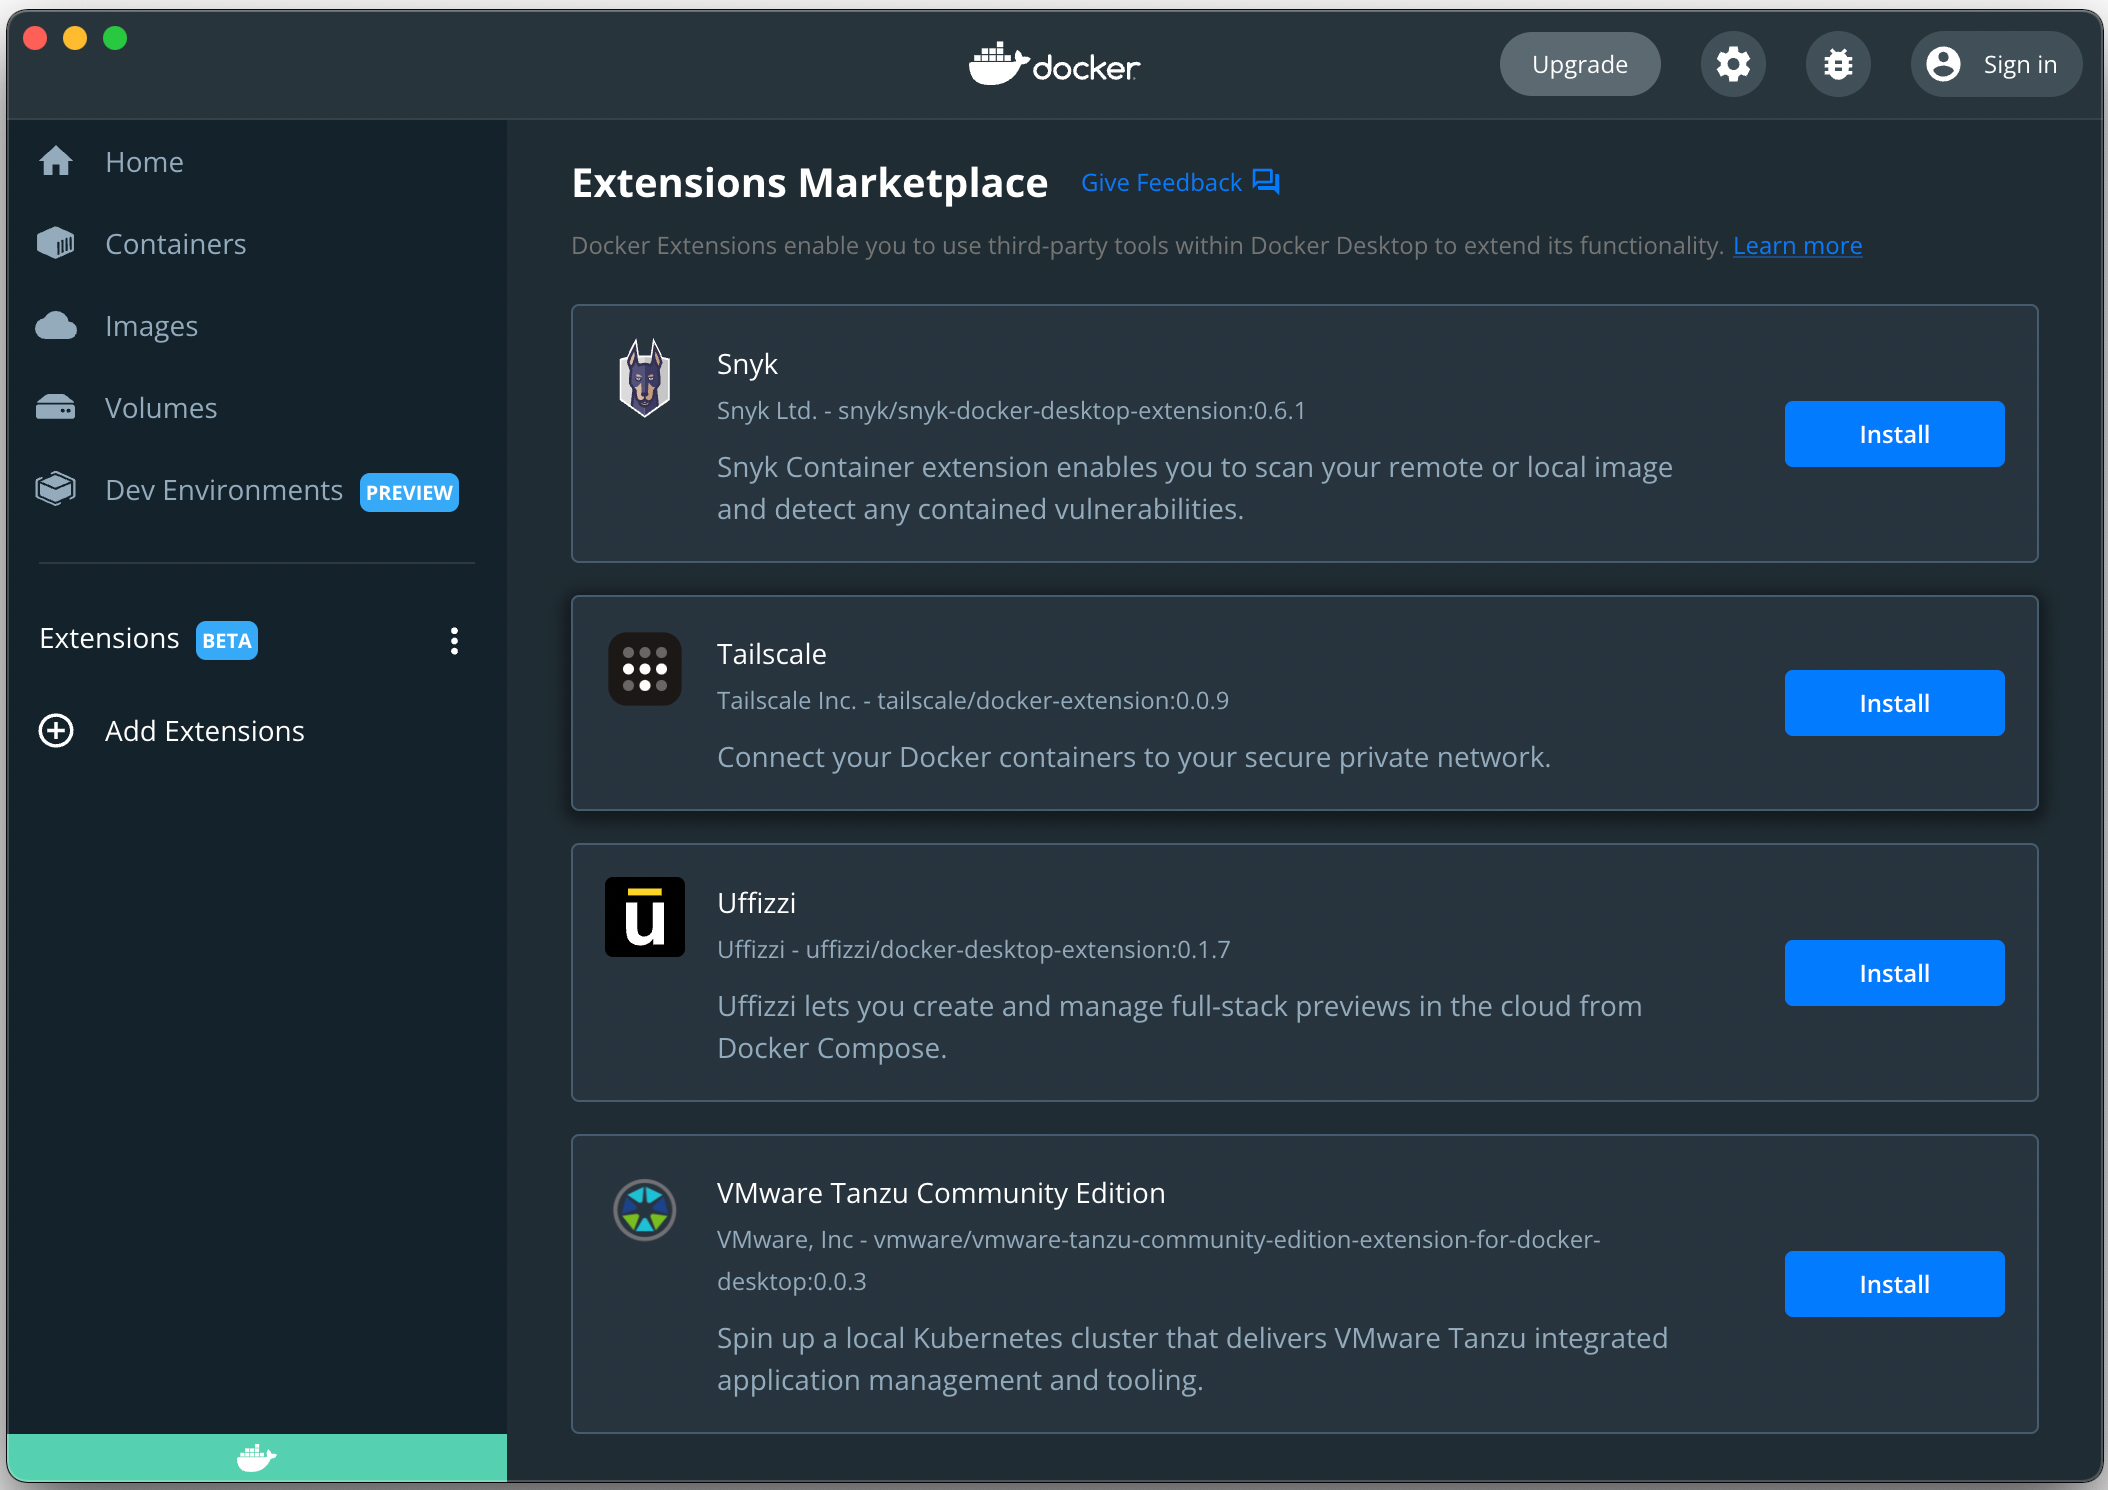 docker
Upgrade
Sign in
Home
Containers
Images
Volumes
Dev Environments PREVIEW
Extensions BETA
Add Extensions
Extensions Marketplace Give Feedback
Docker Extensions enable you to use third-party tools within Docker Desktop to extend its functionality. Learn more
Snyk
Snyk Ltd. - snyk/snyk-docker-desktop-extension:0.6.1
Snyk Container extension enables you to scan your remote or local image
and detect any contained vulnerabilities.
Install
Tailscale
Tailscale Inc. - tailscale/docker-extension:0.0.9
Connect your Docker containers to your secure private network.
Install
u
Uffizzi
Uffizzi - uffizzi/docker-desktop-extension:0.1.7
Uffizzi lets you create and manage full-stack previews in the cloud from
Docker Compose.
Install
VMware Tanzu Community Edition
VMware, Inc - vmware/vmware-tanzu-community-edition-extension-for-docker-
desktop:0.0.3
Spin up a local Kubernetes cluster that delivers VMware Tanzu integrated
application management and tooling.
Install